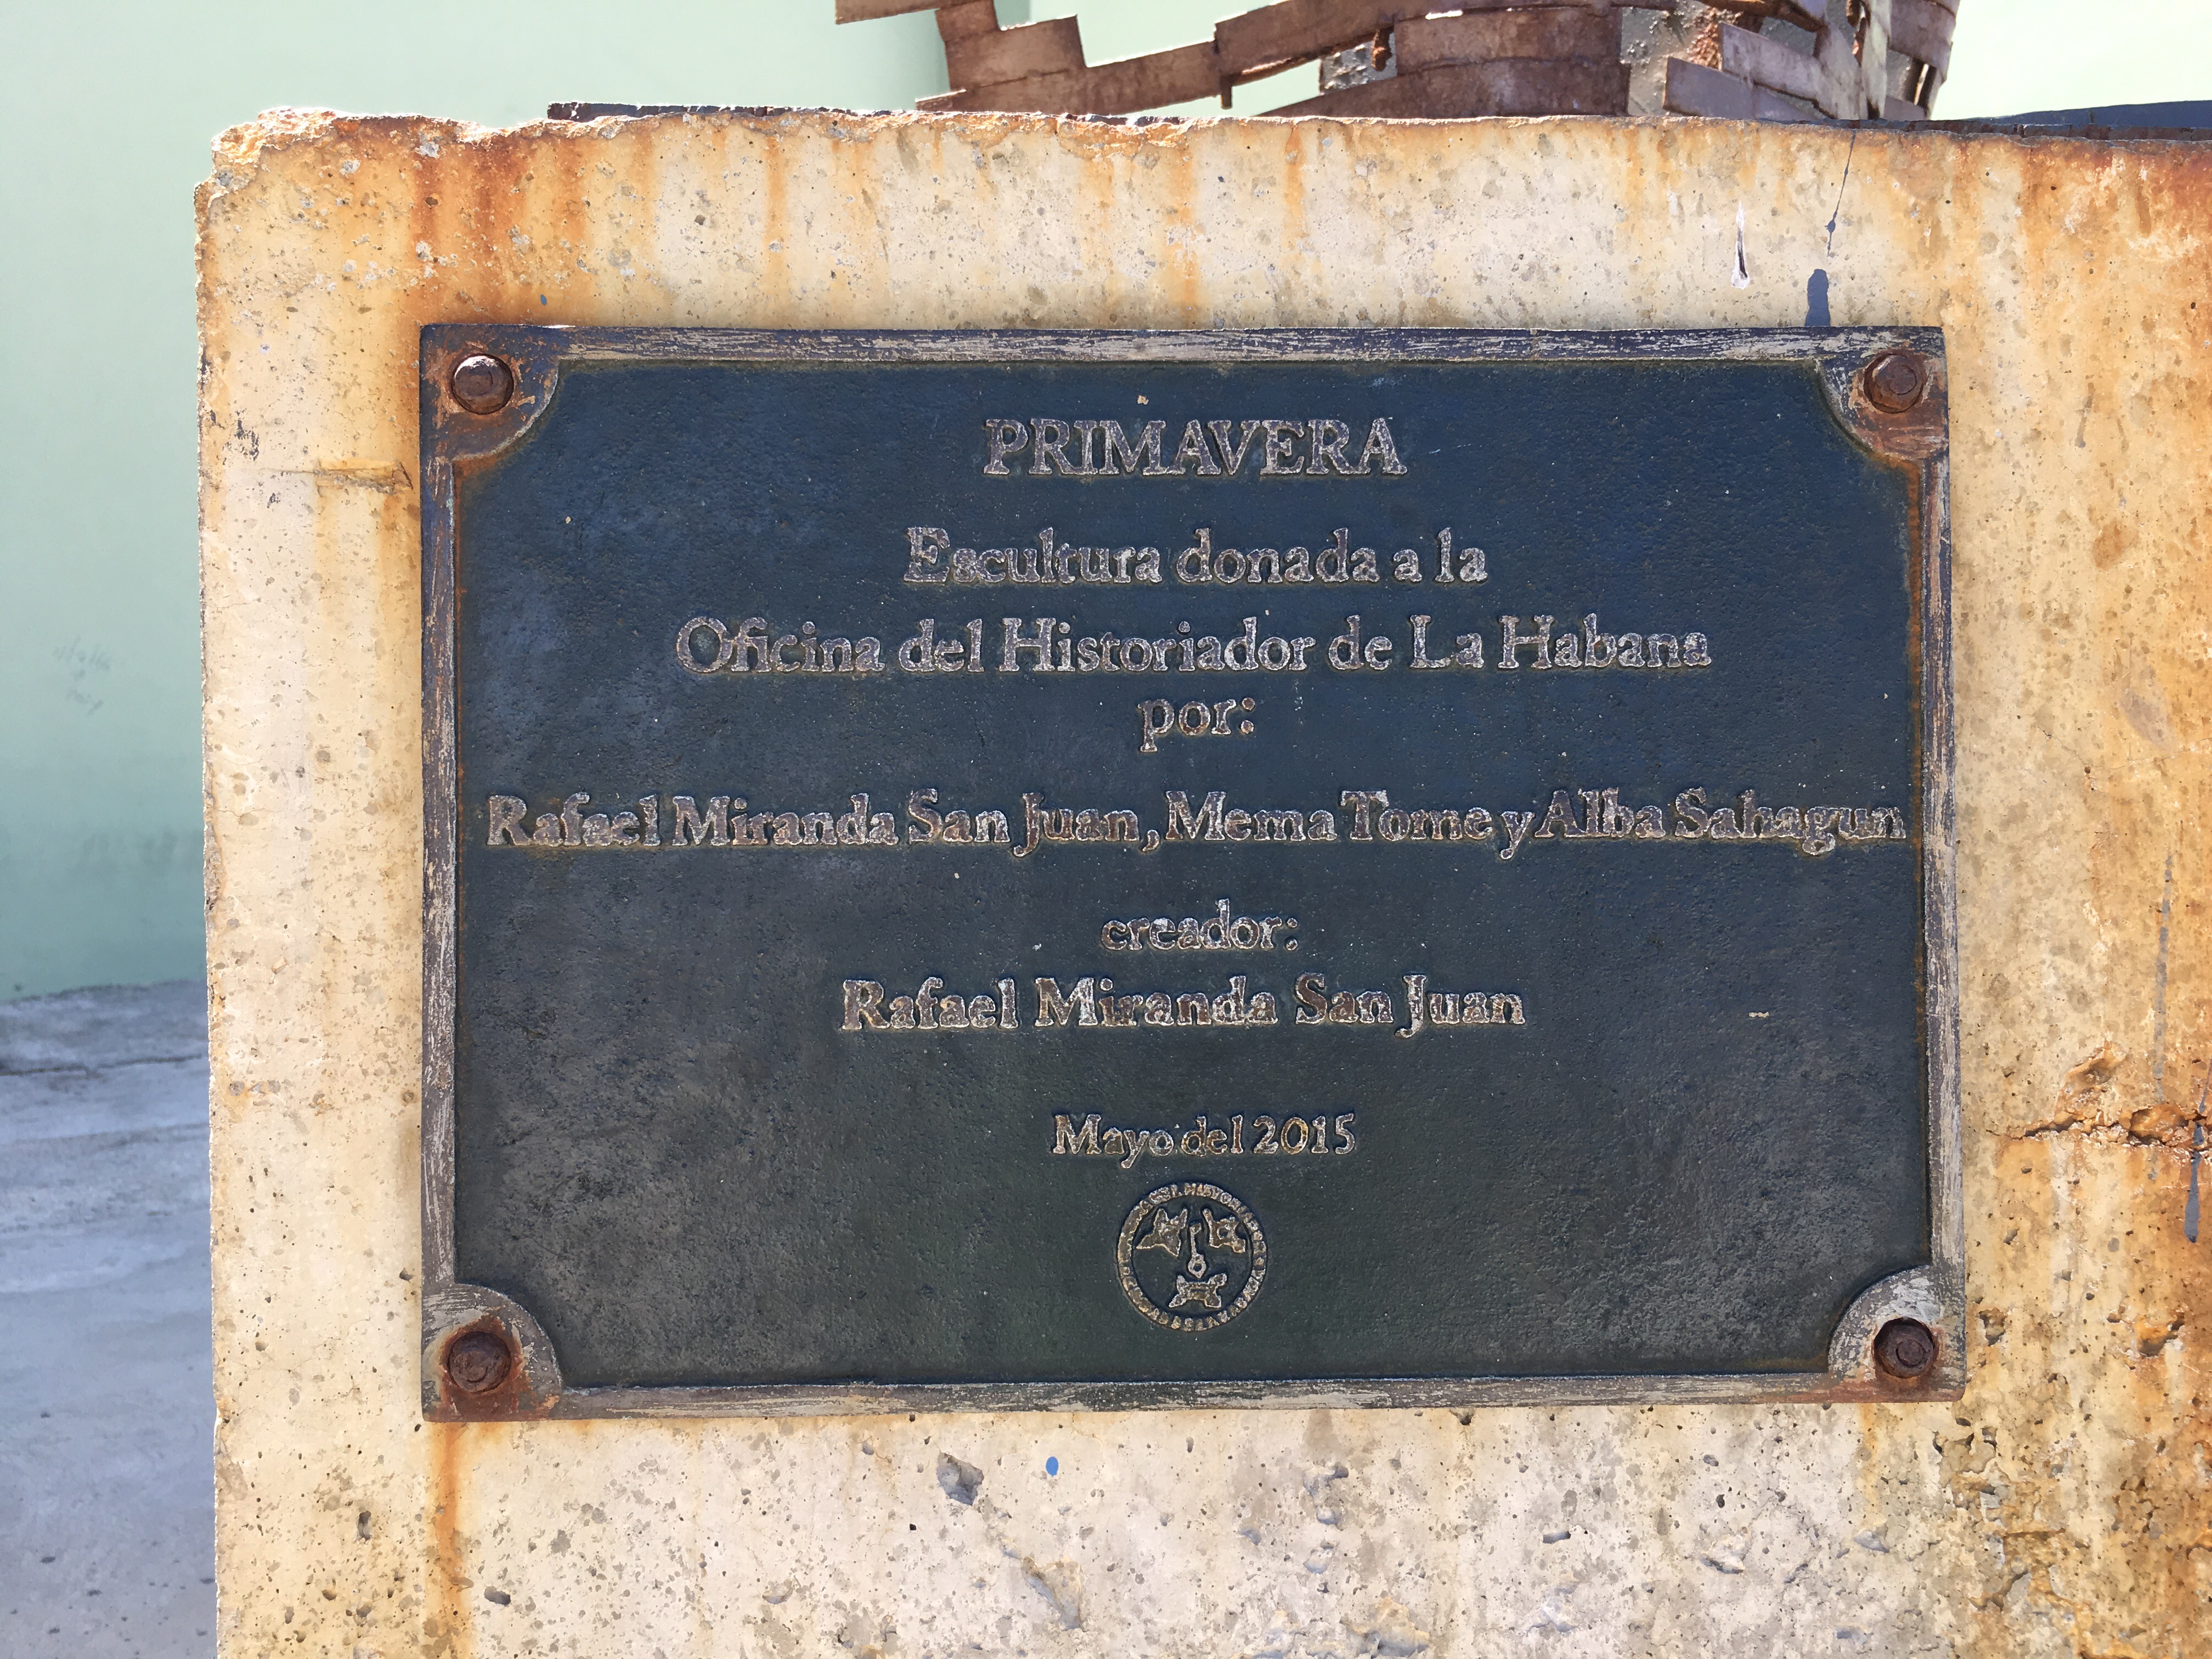 PRIMAVERA
Escultura donada a la
Oficina del Historiador de La Habana
por:
Rafael Miranda San Juan, Mema Tome y Alba Sahagun
creador:
Rafael Miranda San Juan
Mayo del 2015